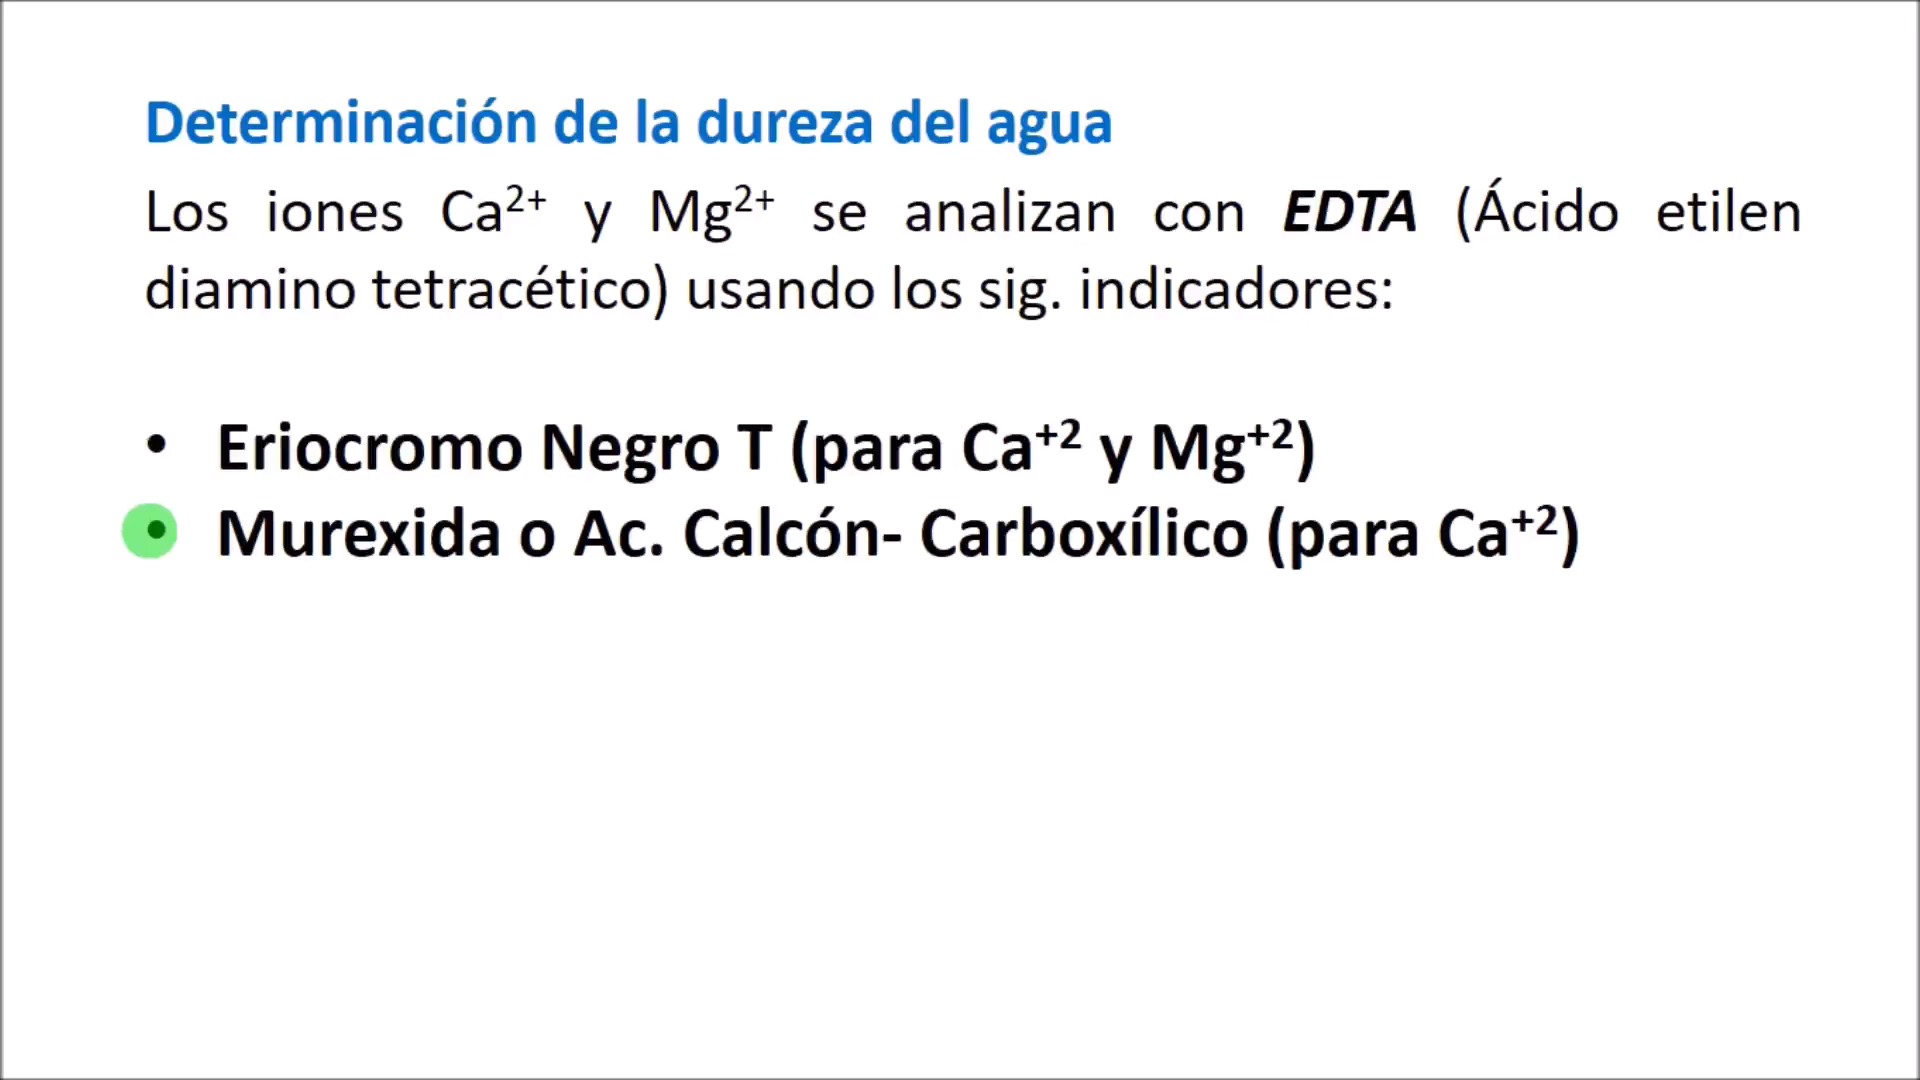 Determinación de la dureza del agua
Los iones Ca²⁺ y Mg²⁺ se analizan con EDTA (Ácido etilen
diamino tetracético) usando los sig. indicadores:
• Eriocromo Negro T (para Ca⁺² y Mg⁺²)
• Murexida o Ac. Calcón- Carboxílico (para Ca⁺²)